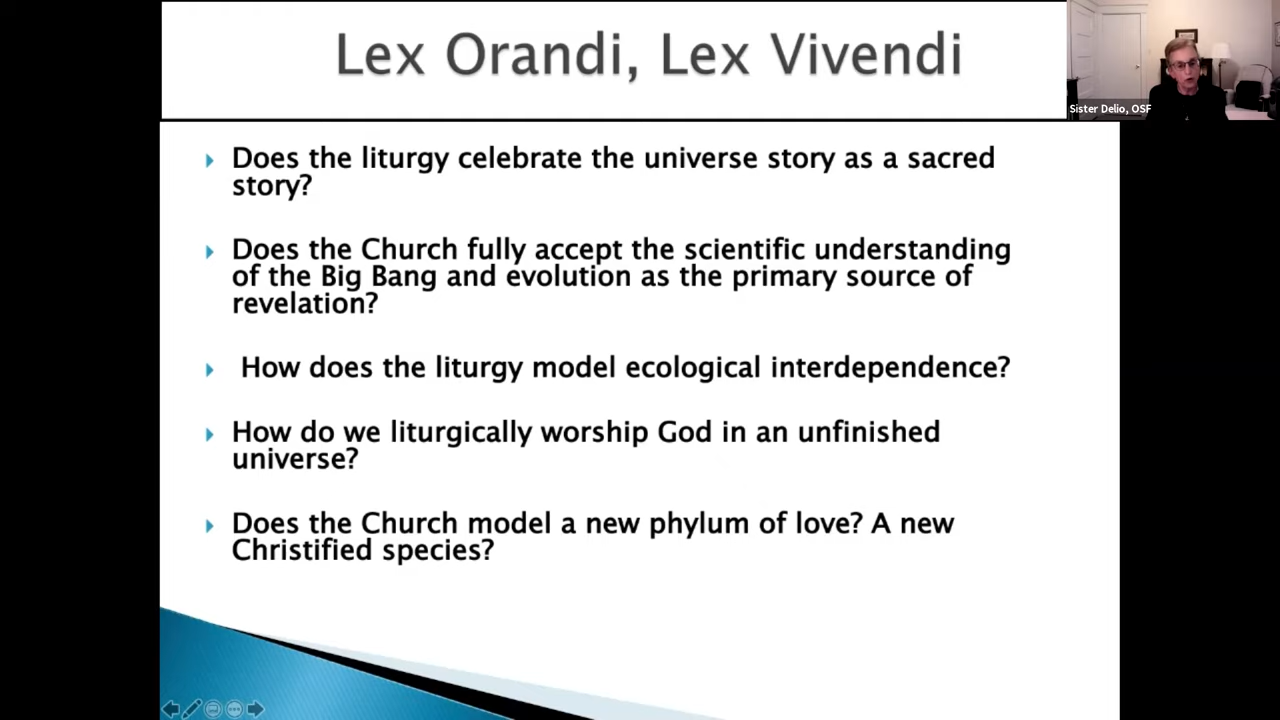 Lex Orandi, Lex Vivendi
Sister Delio, OSF
Does the liturgy celebrate the universe story as a sacred
story?
Does the Church fully accept the scientific understanding
of the Big Bang and evolution as the primary source of
revelation?
How does the liturgy model ecological interdependence?
How do we liturgically worship God in an unfinished
universe?
Does the Church model a new phylum of love? A new
Christified species?